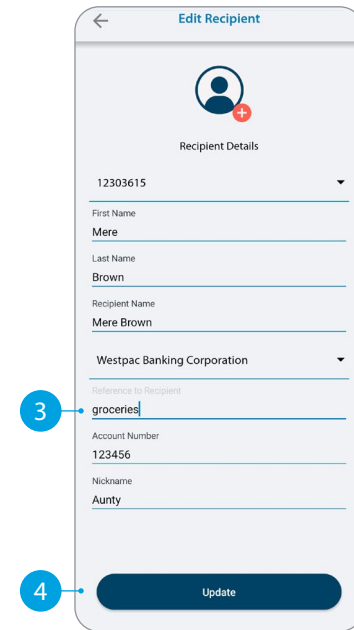 Edit Recipient
Recipient Details
12303615
First Name
Mere
Last Name
Brown
Recipient Name
Mere Brown
Westpac Banking Corporation
Reference to Recipient
3
groceries
Account Number
123456
Nickname
Aunty
4
Update